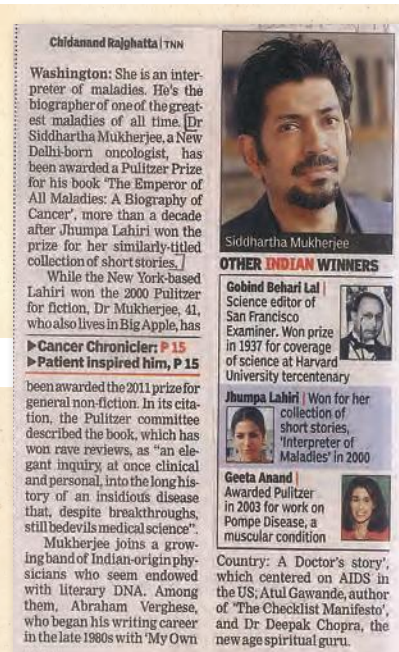 Chidanand Rajghatta | TNN
Washington: She is an inter-
preter of maladies. He's the
biographer of one of the great-
est maladies of all time. [Dr
Siddhartha Mukherjee, a New
Delhi-born oncologist, has
been awarded a Pulitzer Prize
for his book 'The Emperor of
All Maladies: A Biography of
Cancer', more than a decade
after Jhumpa Lahiri won the
prize for her similarly-titled
collection of short stories.]
While the New York-based
Lahiri won the 2000 Pulitzer
for fiction, Dr Mukherjee, 41,
who also lives in Big Apple, has
▶Cancer Chronicler: P 15
▶Patient inspired him, P 15
been awarded the 2011 prize for
general non-fiction. In its cita-
tion, the Pulitzer committee
described the book, which has
won rave reviews, as "an ele-
gant inquiry, at once clinical
and personal, into the long his-
tory of an insidious disease
that, despite breakthroughs,
still bedevils medical science".
Mukherjee joins a grow-
ing band of Indian-origin phy-
sicians who seem endowed
with literary DNA. Among
them, Abraham Verghese,
who began his writing career
in the late 1980s with 'My Own
Siddhartha Mukherjee
OTHER INDIAN WINNERS
Gobind Behari Lal |
Science editor of
San Francisco
Examiner. Won prize
in 1937 for coverage
of science at Harvard
University tercentenary
Jhumpa Lahiri | Won for her
collection of
short stories,
'Interpreter of
Maladies' in 2000
Geeta Anand |
Awarded Pulitzer
in 2003 for work on
Pompe Disease, a
muscular condition
Country: A Doctor's story',
which centered on AIDS in
the US; Atul Gawande, author
of 'The Checklist Manifesto',
and Dr Deepak Chopra, the
new age spiritual guru.